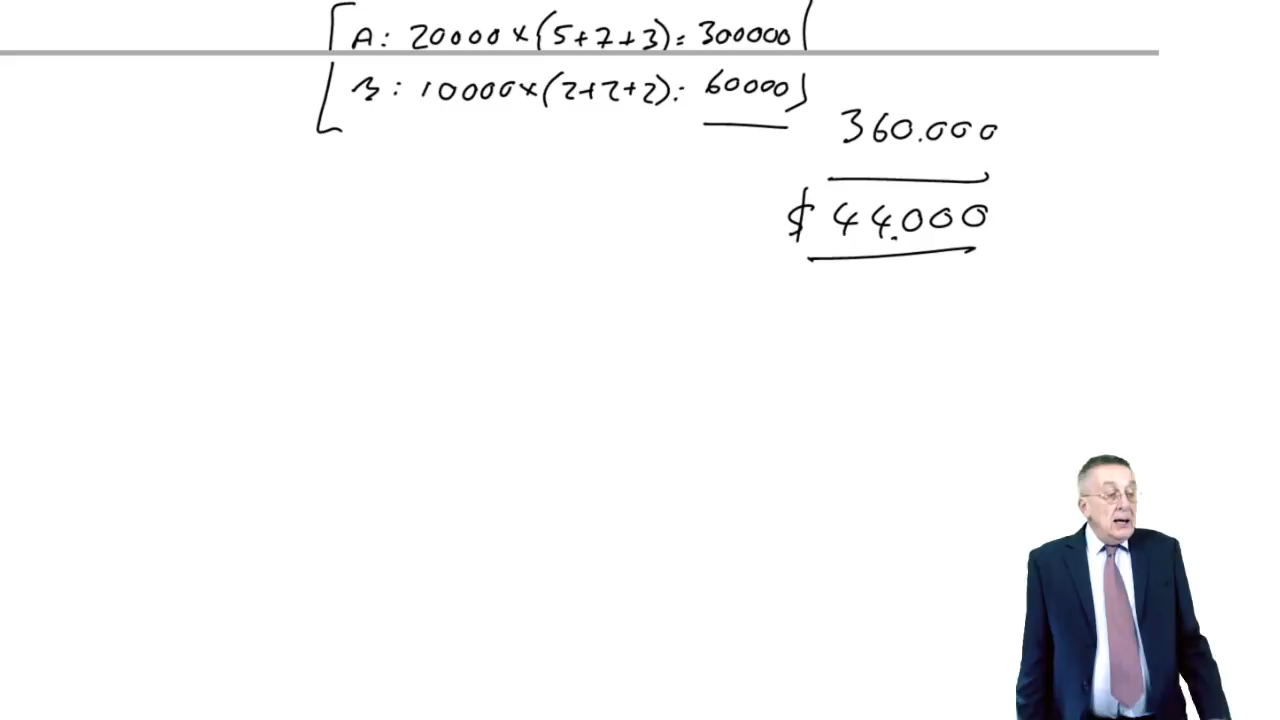 A: 20000 × (5+7+3) = 300000
B: 10000 × (2+2+2): 60000
360.000
$ 44.000